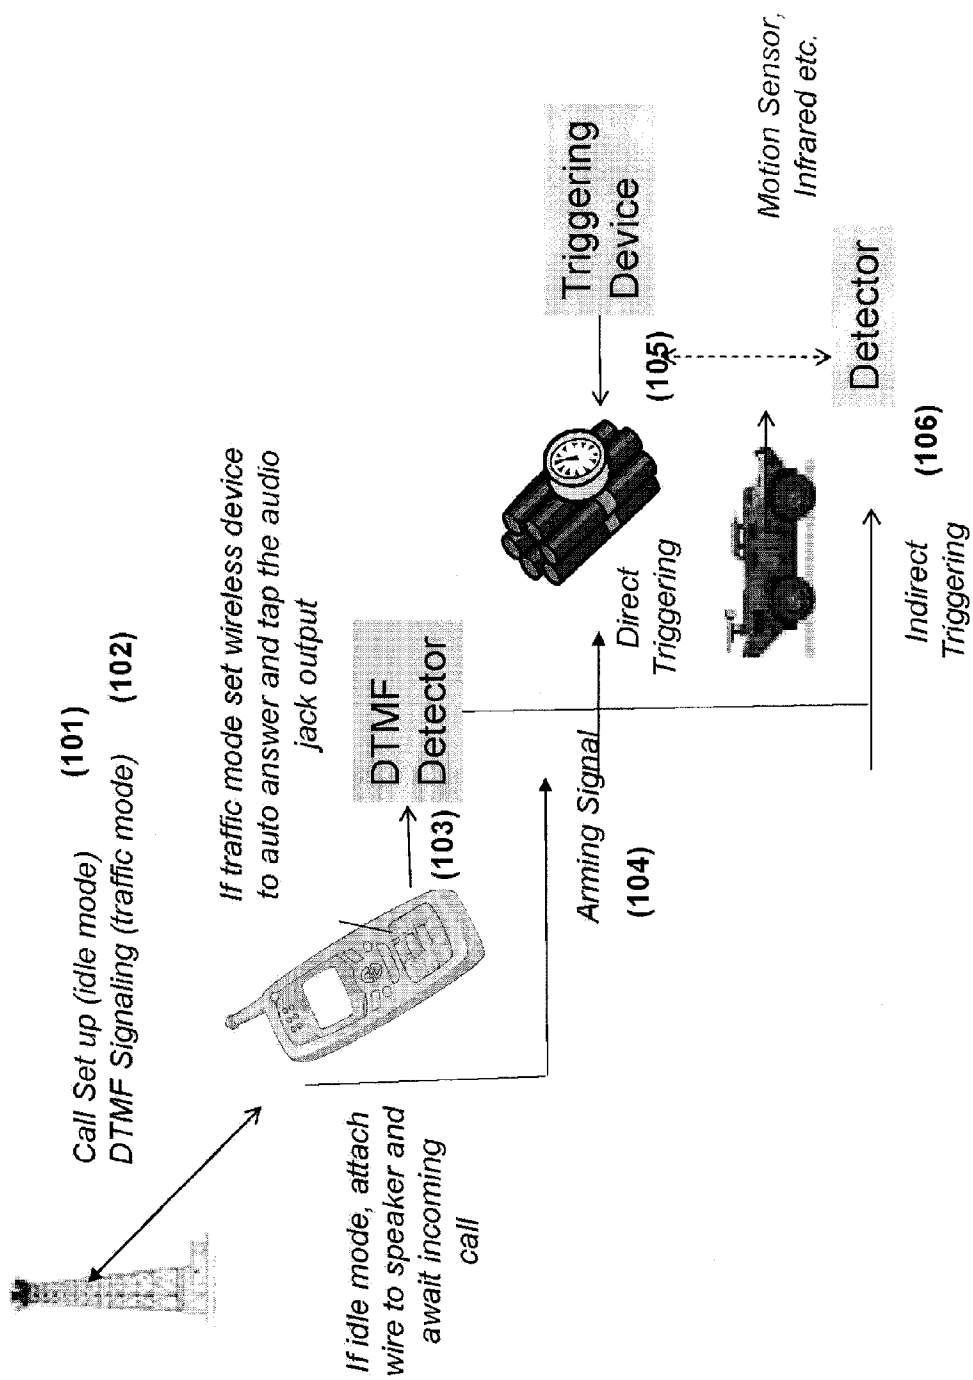 Call Set up (idle mode) (101)
DTMF Signaling (traffic mode) (102)
If traffic mode set wireless device
to auto answer and tap the audio
jack output
If idle mode, attach
wire to speaker and
await incoming
call
(103)
DTMF
Detector
Arming Signal
(104)
Direct
Triggering
Triggering
Device
(105)
Motion Sensor,
Infrared etc.
Detector
(106)
Indirect
Triggering